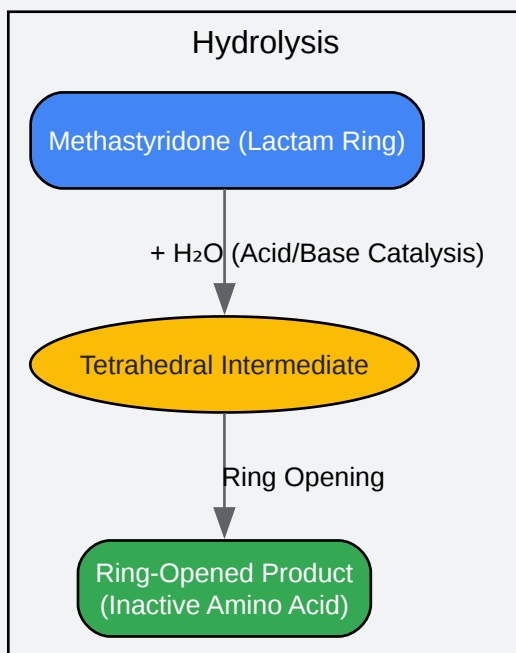 Hydrolysis
Methastyridone (Lactam Ring)
+ H₂O (Acid/Base Catalysis)
Tetrahedral Intermediate
Ring Opening
Ring-Opened Product
(Inactive Amino Acid)